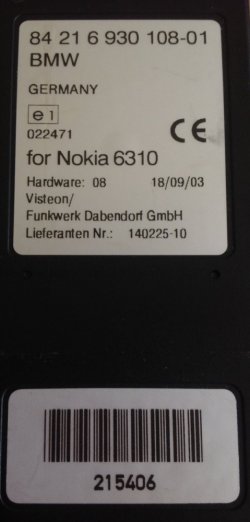 84 21 6 930 108-01
BMW
GERMANY
e1
022471
CE
for Nokia 6310
Hardware: 08 18/09/03
Visteon/
Funkwerk Dabendorf GmbH
Lieferanten Nr.: 140225-10
215406